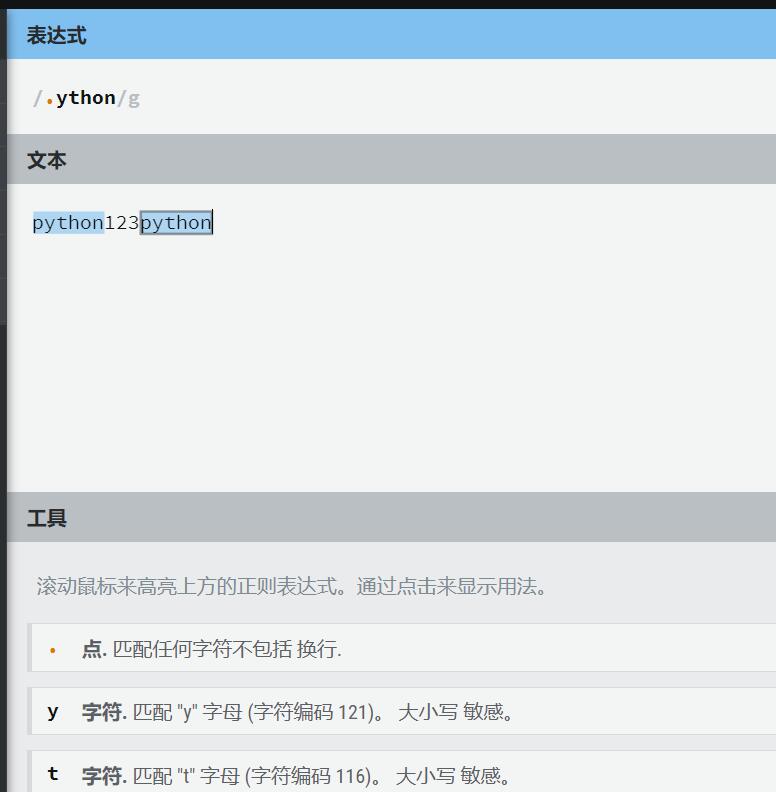 表达式
/.ython/g
文本
python123python
工具
滚动鼠标来高亮上方的正则表达式。通过点击来显示用法。
. 点. 匹配任何字符不包括 换行.
y 字符. 匹配 "y" 字母 (字符编码 121)。 大小写 敏感。
t 字符. 匹配 "t" 字母 (字符编码 116)。 大小写 敏感。